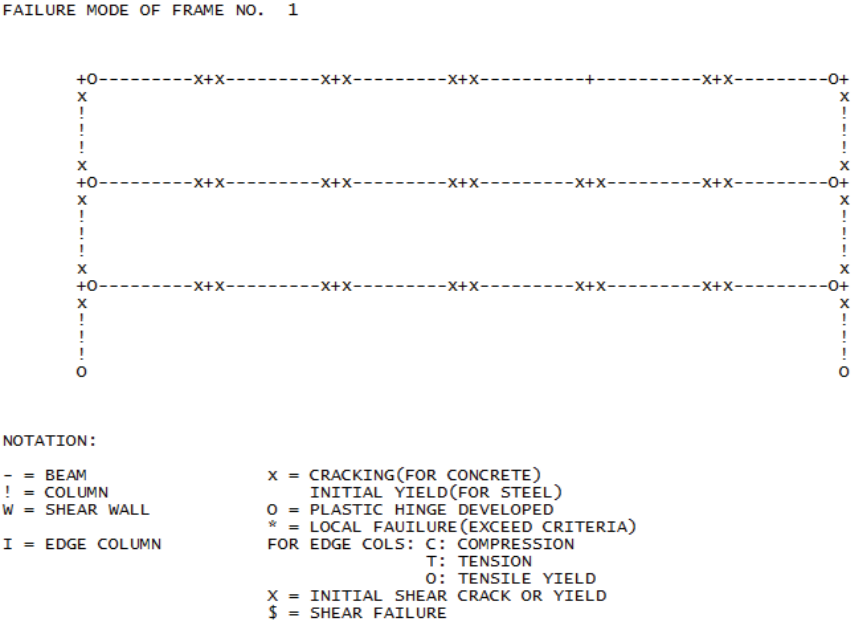 FAILURE MODE OF FRAME NO.  1
+O---------x+x---------x+x---------x+x----------+----------x+x---------O+
x                                                                       x
!                                                                       !
!                                                                       !
!                                                                       !
x                                                                       x
+O---------x+x---------x+x---------x+x---------x+x---------x+x---------O+
x                                                                       x
!                                                                       !
!                                                                       !
!                                                                       !
x                                                                       x
+O---------x+x---------x+x---------x+x---------x+x---------x+x---------O+
x                                                                       x
!                                                                       !
!                                                                       !
!                                                                       !
O                                                                       O
NOTATION:
- = BEAM              x = CRACKING(FOR CONCRETE)
! = COLUMN                INITIAL YIELD(FOR STEEL)
W = SHEAR WALL        O = PLASTIC HINGE DEVELOPED
* = LOCAL FAUILURE(EXCEED CRITERIA)
I = EDGE COLUMN       FOR EDGE COLS: C: COMPRESSION
T: TENSION
O: TENSILE YIELD
X = INITIAL SHEAR CRACK OR YIELD
$ = SHEAR FAILURE